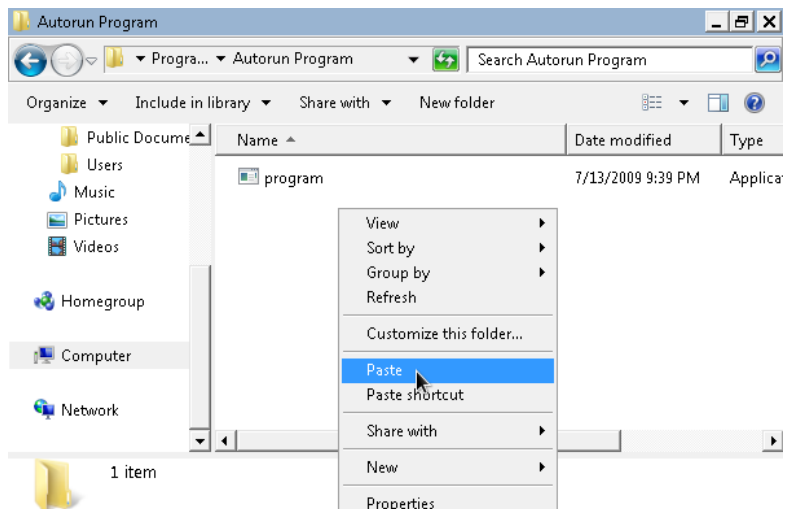 Autorun Program
Progra... Autorun Program Search Autorun Program
Organize Include in library Share with New folder
Public Docume
Name Date modified Type
Users
program 7/13/2009 9:39 PM Applica
Music
Pictures
Videos
Homegroup
Computer
Network
View
Sort by
Group by
Refresh
Customize this folder...
Paste
Paste shortcut
Share with
New
Properties
1 item